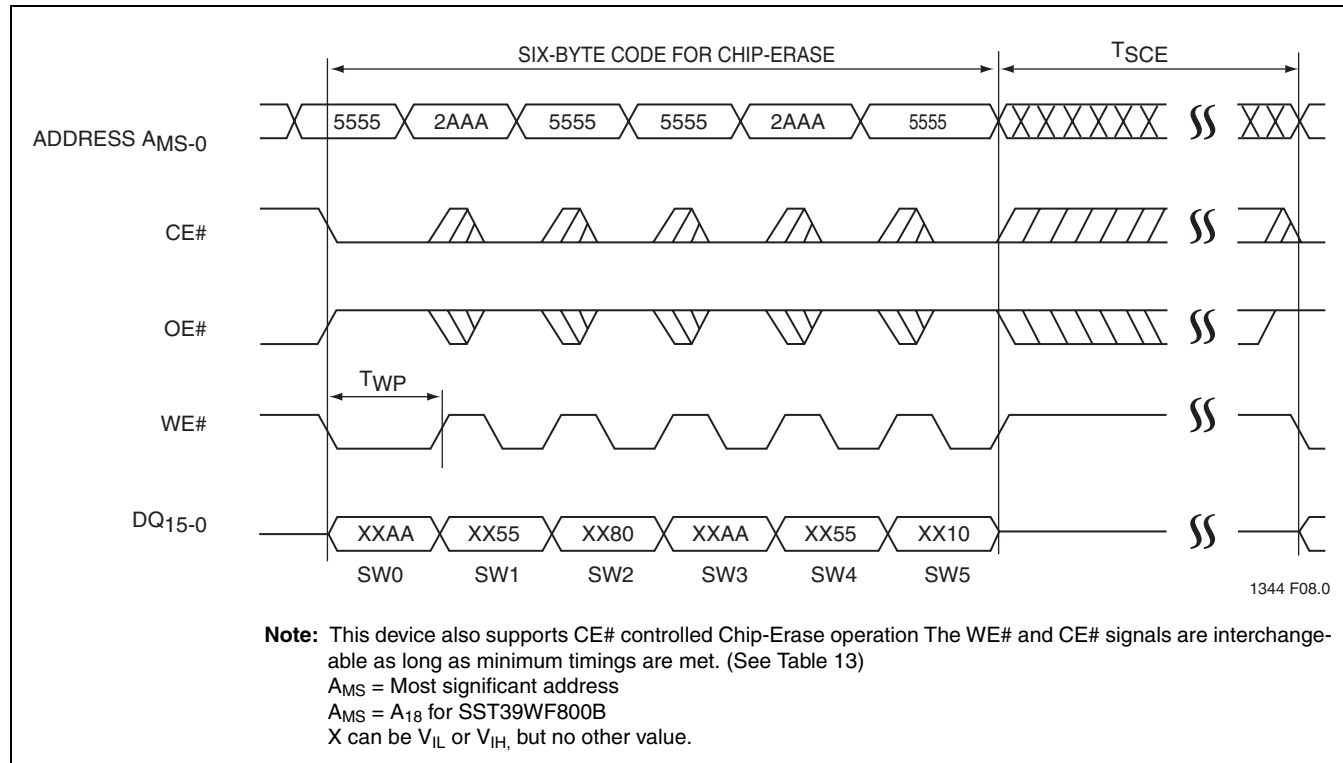 SIX-BYTE CODE FOR CHIP-ERASE TSCE
ADDRESS AMS-0 5555 2AAA 5555 5555 2AAA 5555
CE#
OE#
TWP
WE#
DQ15-0 XXAA XX55 XX80 XXAA XX55 XX10
SW0 SW1 SW2 SW3 SW4 SW5
1344 F08.0
Note: This device also supports CE# controlled Chip-Erase operation The WE# and CE# signals are interchange-
able as long as minimum timings are met. (See Table 13)
AMS = Most significant address
AMS = A18 for SST39WF800B
X can be VIL or VIH, but no other value.